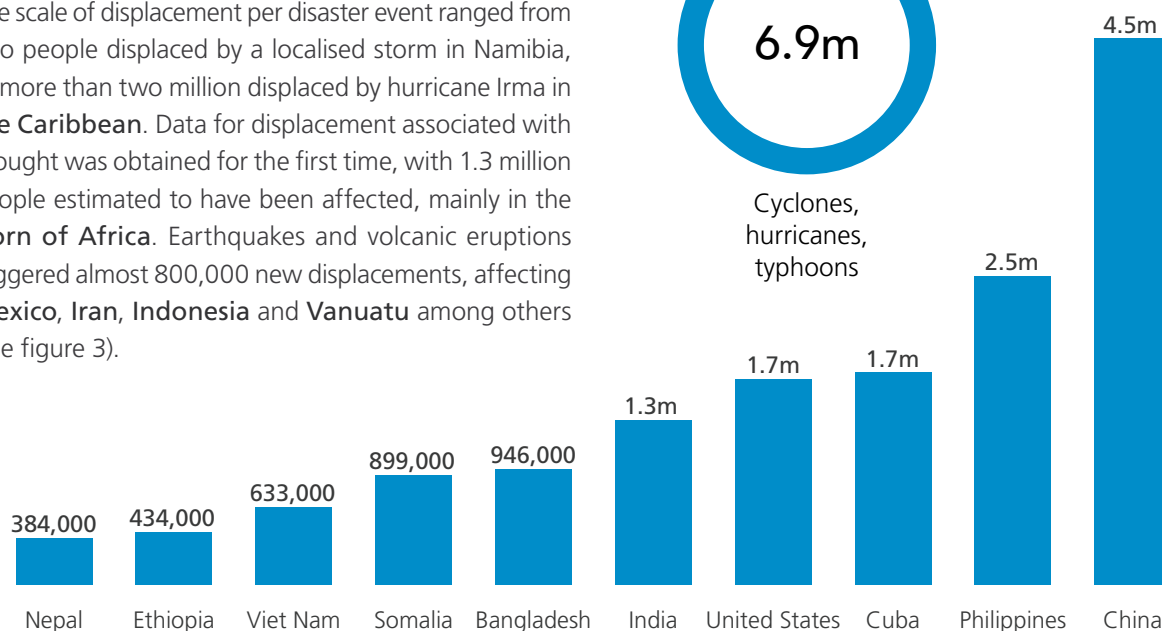 e scale of displacement per disaster event ranged from
o people displaced by a localised storm in Namibia,
more than two million displaced by hurricane Irma in
e Caribbean. Data for displacement associated with
ought was obtained for the first time, with 1.3 million
ople estimated to have been affected, mainly in the
orn of Africa. Earthquakes and volcanic eruptions
ggered almost 800,000 new displacements, affecting
exico, Iran, Indonesia and Vanuatu among others
e figure 3).
6.9m
Cyclones,
hurricanes,
typhoons
384,000
434,000
633,000
899,000
946,000
1.3m
1.7m
1.7m
2.5m
4.5m
Nepal Ethiopia Viet Nam Somalia Bangladesh India United States Cuba Philippines China